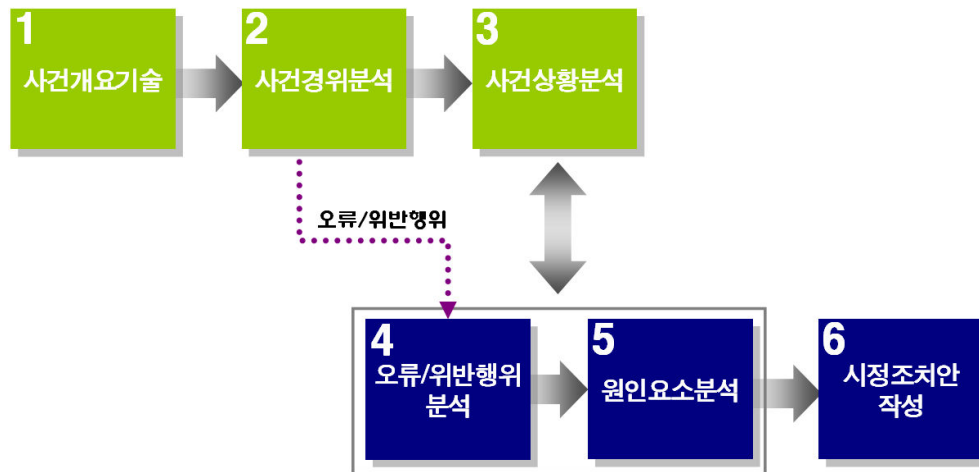 1
사건개요기술
2
사건경위분석
3
사건상황분석
오류/위반행위
4
오류/위반행위
분석
5
원인요소분석
6
시정조치안
작성